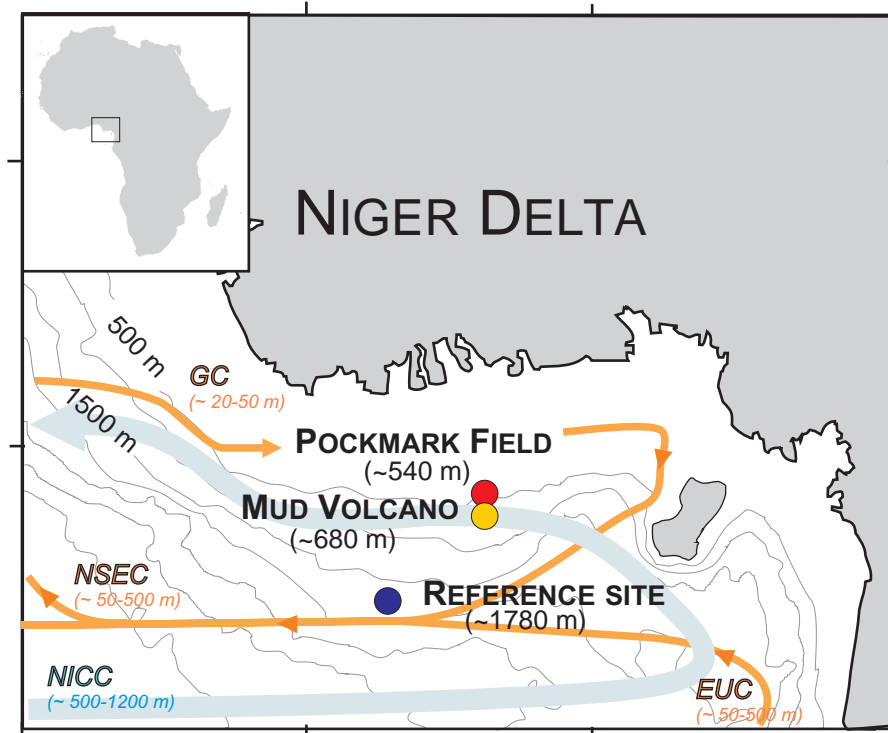 NIGER DELTA
500 m
GC
(~ 20-50 m)
1500 m
POCKMARK FIELD
(~540 m)
MUD VOLCANO
(~680 m)
NSEC
(~ 50-500 m)
REFERENCE SITE
(~1780 m)
NICC
(~ 500-1200 m)
EUC
(~ 50-500 m)